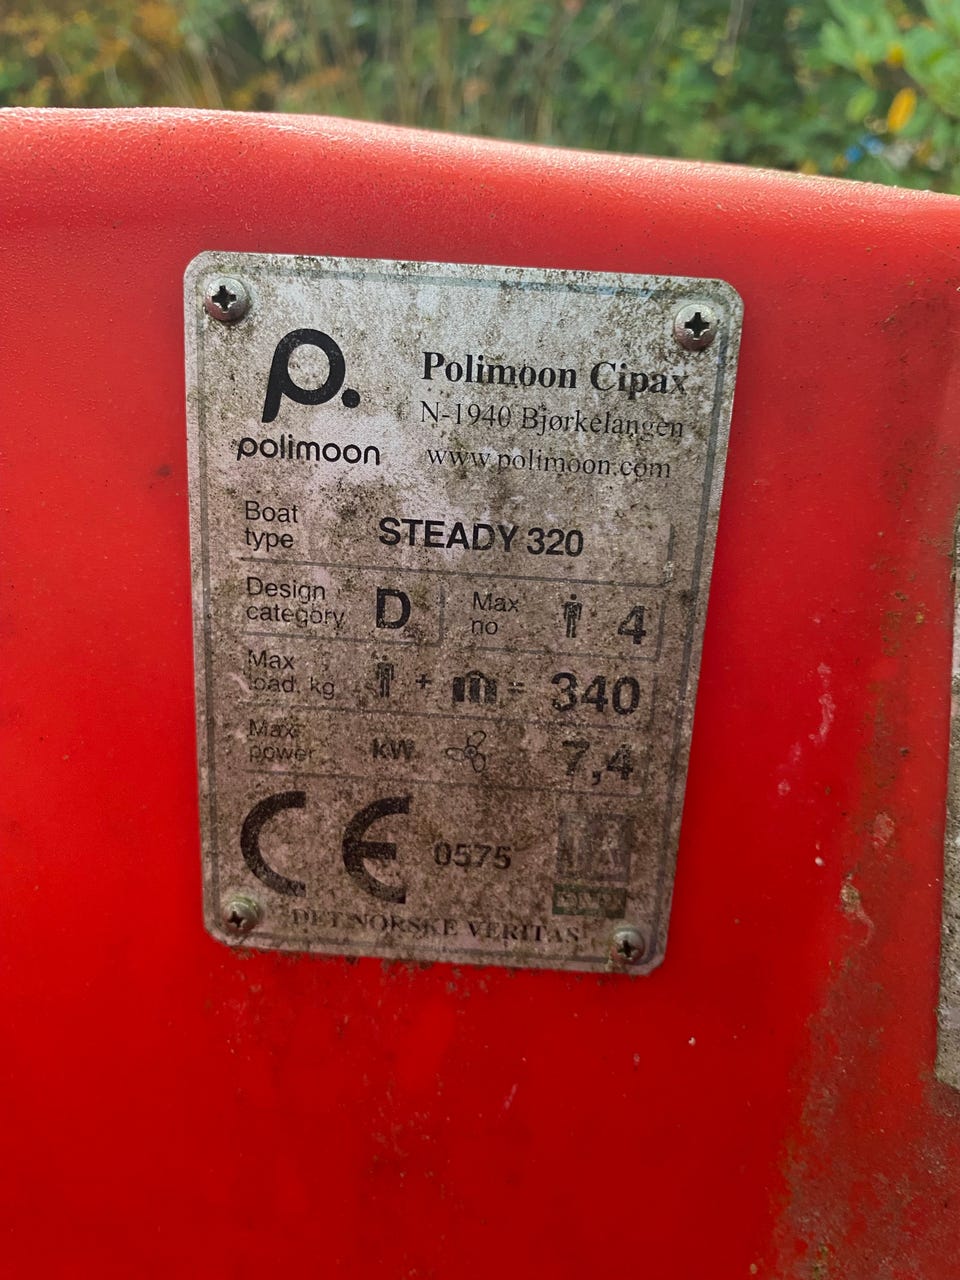 polimoon
Polimoon Cipax
N-1940 Bjørkelangen
www.polimoon.com
Boat type STEADY 320
Design category D Max no 4
Max load, kg + = 340
Max power kW 7,4
CE 0575
DET NORSKE VERITAS